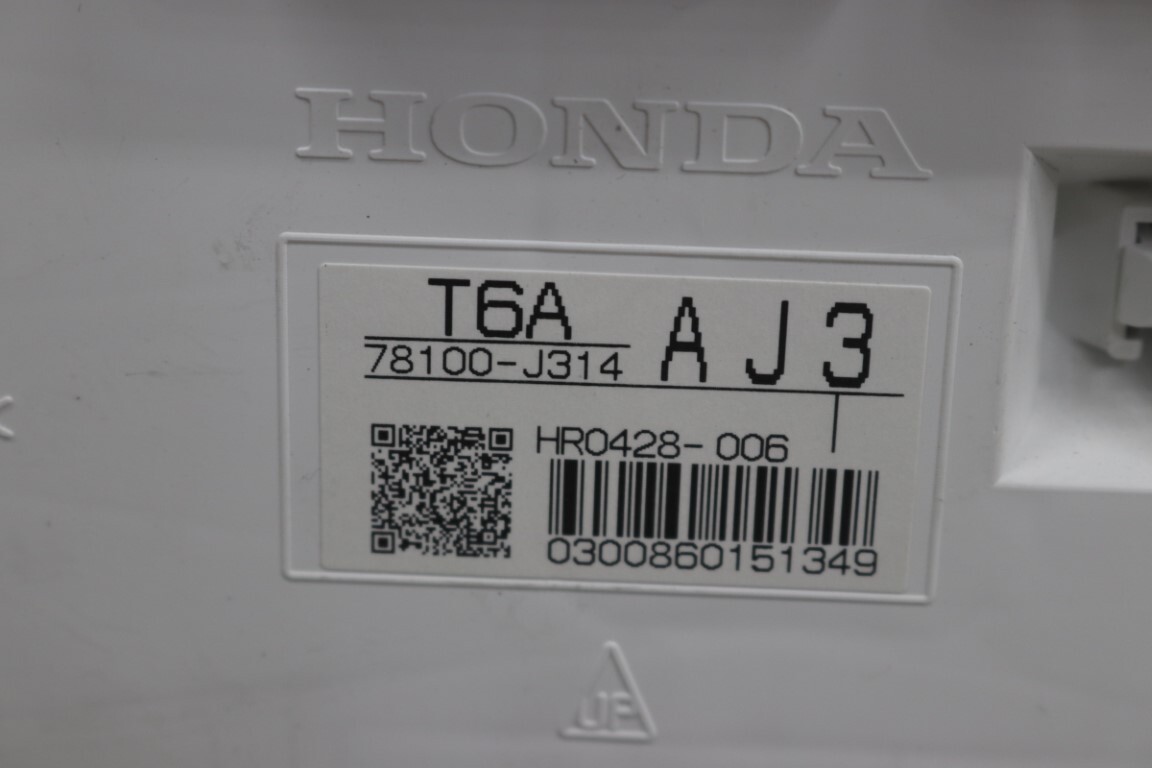 HONDA
T6A AJ3
78100-J314
HR0428-006
0300860151349
UP